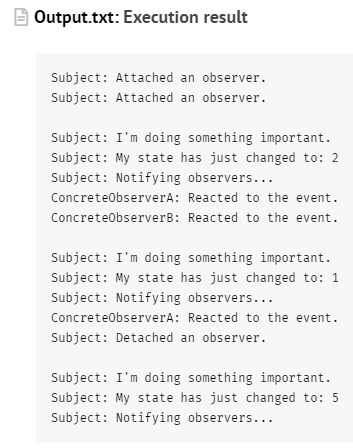 Output.txt: Execution result
Subject: Attached an observer.
Subject: Attached an observer.
Subject: I'm doing something important.
Subject: My state has just changed to: 2
Subject: Notifying observers...
ConcreteObserverA: Reacted to the event.
ConcreteObserverB: Reacted to the event.
Subject: I'm doing something important.
Subject: My state has just changed to: 1
Subject: Notifying observers...
ConcreteObserverA: Reacted to the event.
Subject: Detached an observer.
Subject: I'm doing something important.
Subject: My state has just changed to: 5
Subject: Notifying observers...